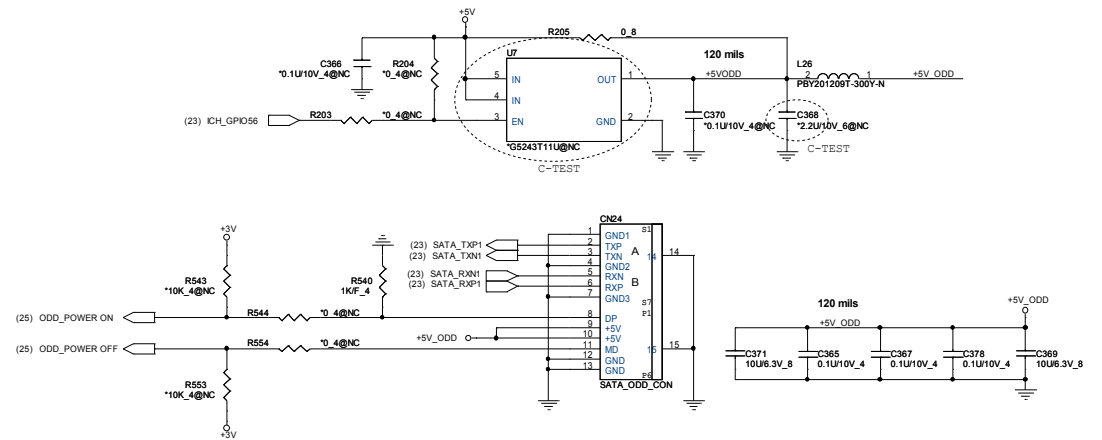 +5V
R205
0_8
C366
*0.1U/10V_4@NC
R204
*0_4@NC
U7
5
IN
OUT
1
4
IN
3
EN
GND
2
*G5243T11U@NC
C-TEST
(23) ICH_GPIO56
R203
*0_4@NC
120 mils
+5VODD
L26
2
1
+5V_ODD
PBY201209T-300Y-N
C370
*0.1U/10V_4@NC
C368
*2.2U/10V_6@NC
C-TEST
+3V
R543
*10K_4@NC
R540
1K/F_4
(25) ODD_POWER ON
R544
*0_4@NC
(25) ODD_POWER OFF
R554
*0_4@NC
R553
*10K_4@NC
+3V
(23) SATA_TXP1
(23) SATA_TXN1
(23) SATA_RXN1
(23) SATA_RXP1
+5V_ODD
CN24
1 GND1 S1
2 TXP
3 TXN A 14 14
4 GND2
5 RXN B
6 RXP
7 GND3 S7
P1
8 DP
9 +5V
10 +5V
11 MD 15 15
12 GND
13 GND P6
SATA_ODD_CON
120 mils
+5V_ODD
+5V_ODD
C371
10U/6.3V_8
C365
0.1U/10V_4
C367
0.1U/10V_4
C378
0.1U/10V_4
C369
10U/6.3V_8